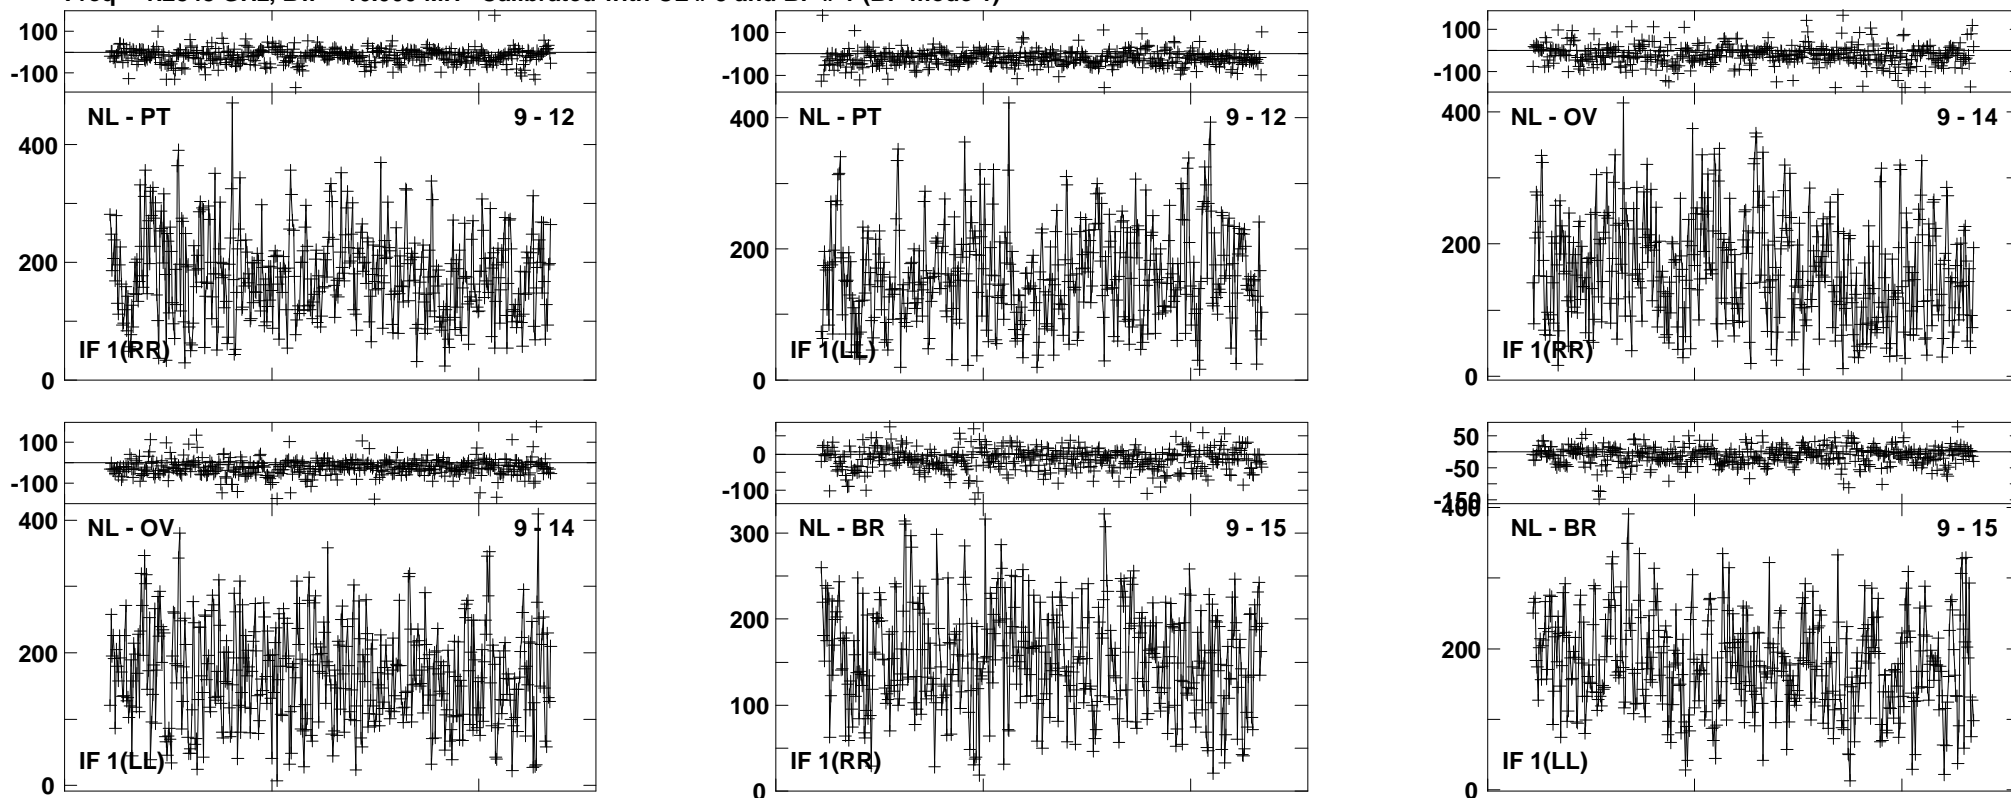 100 100 100
-100 -100 -100
NL - PT 9 - 12 NL - PT 9 - 12 NL - OV 9 - 14
400 400 400
200 200 200
IF 1(RR) IF 1(LL) IF 1(RR)
0 0 0
100 0 50
-100 -100 -50
-150
NL - OV 9 - 14 NL - BR 9 - 15 NL - BR 9 - 15
400 300 400
200 200 200
100
IF 1(LL) IF 1(RR) IF 1(LL)
0 0 0